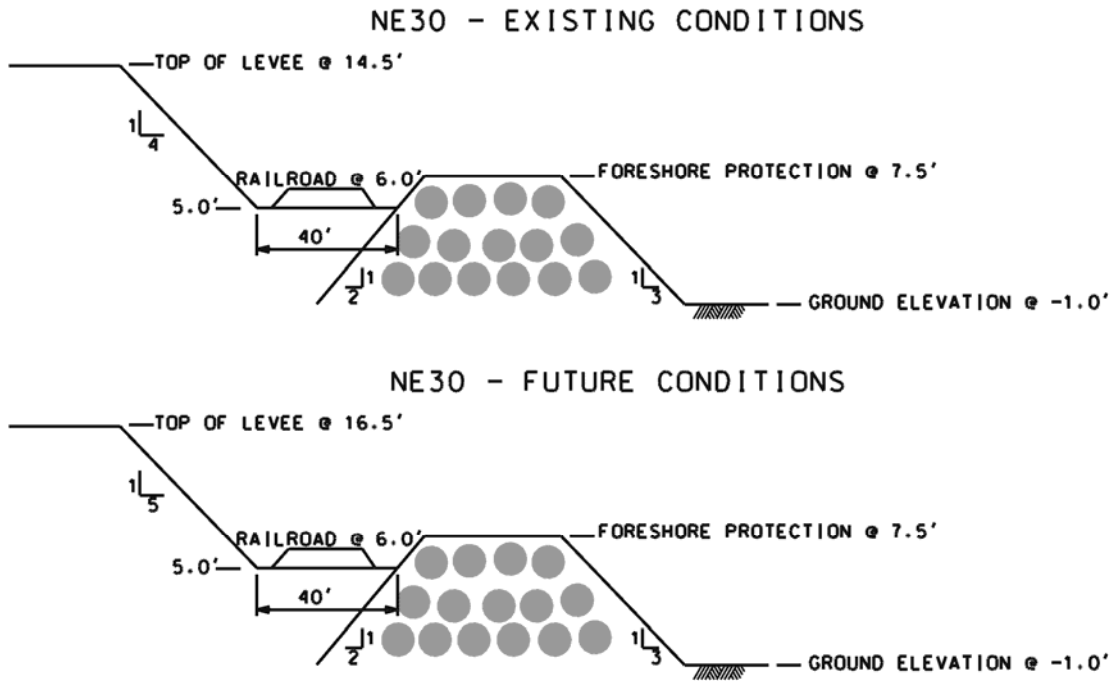 NE30 - EXISTING CONDITIONS
TOP OF LEVEE @ 14.5'
1
4
RAILROAD @ 6.0'
FORESHORE PROTECTION @ 7.5'
5.0'
40'
1
2
1
3
GROUND ELEVATION @ -1.0'
NE30 - FUTURE CONDITIONS
TOP OF LEVEE @ 16.5'
1
5
RAILROAD @ 6.0'
FORESHORE PROTECTION @ 7.5'
5.0'
40'
1
2
1
3
GROUND ELEVATION @ -1.0'